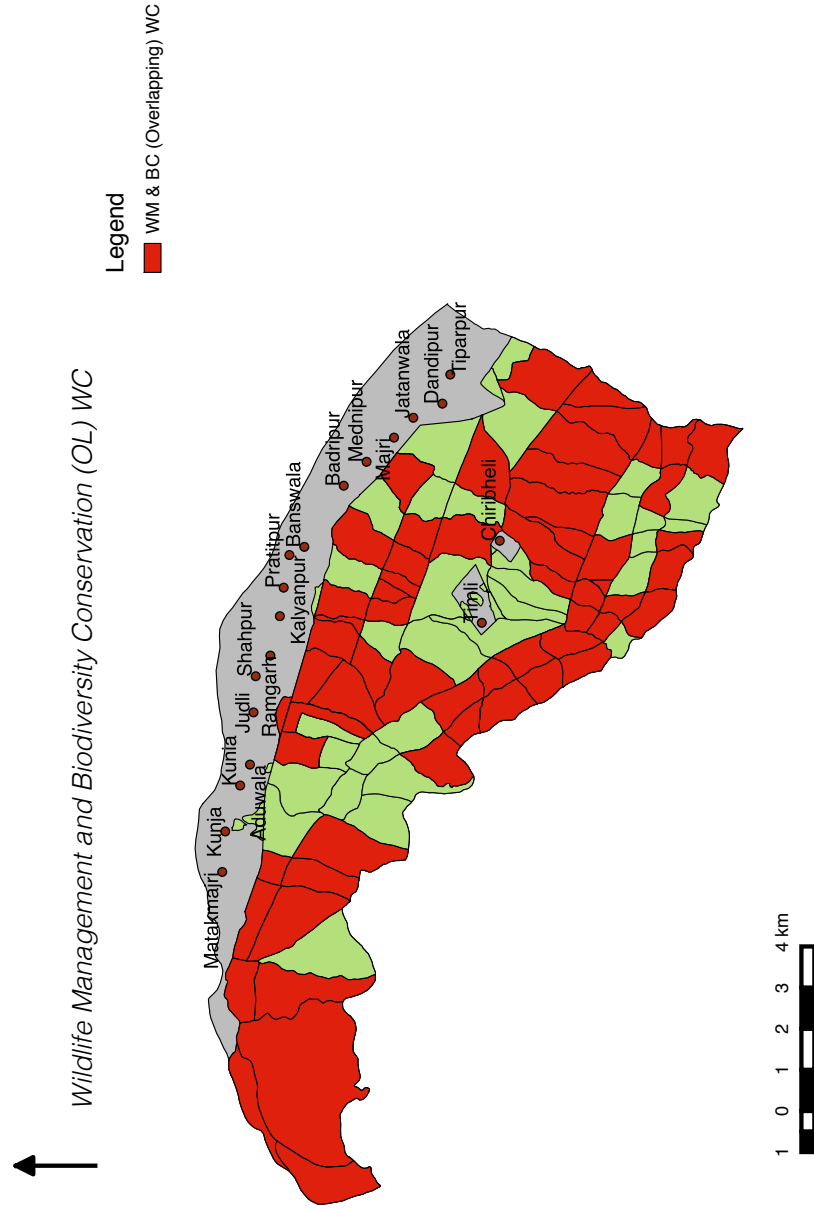 Wildlife Management and Biodiversity Conservation (OL) WC
Legend
WM & BC (Overlapping) WC
Matakmajri
Kunja
Kunia
Aduwala
Judli
Ramgarh
Shahpur
Kalyanpur
Pratitpur
Banswala
Badripur
Mednipur
Majri
Jatanwala
Dandipur
Tiparpur
Chiribheli
Timli
1 0 1 2 3 4 km